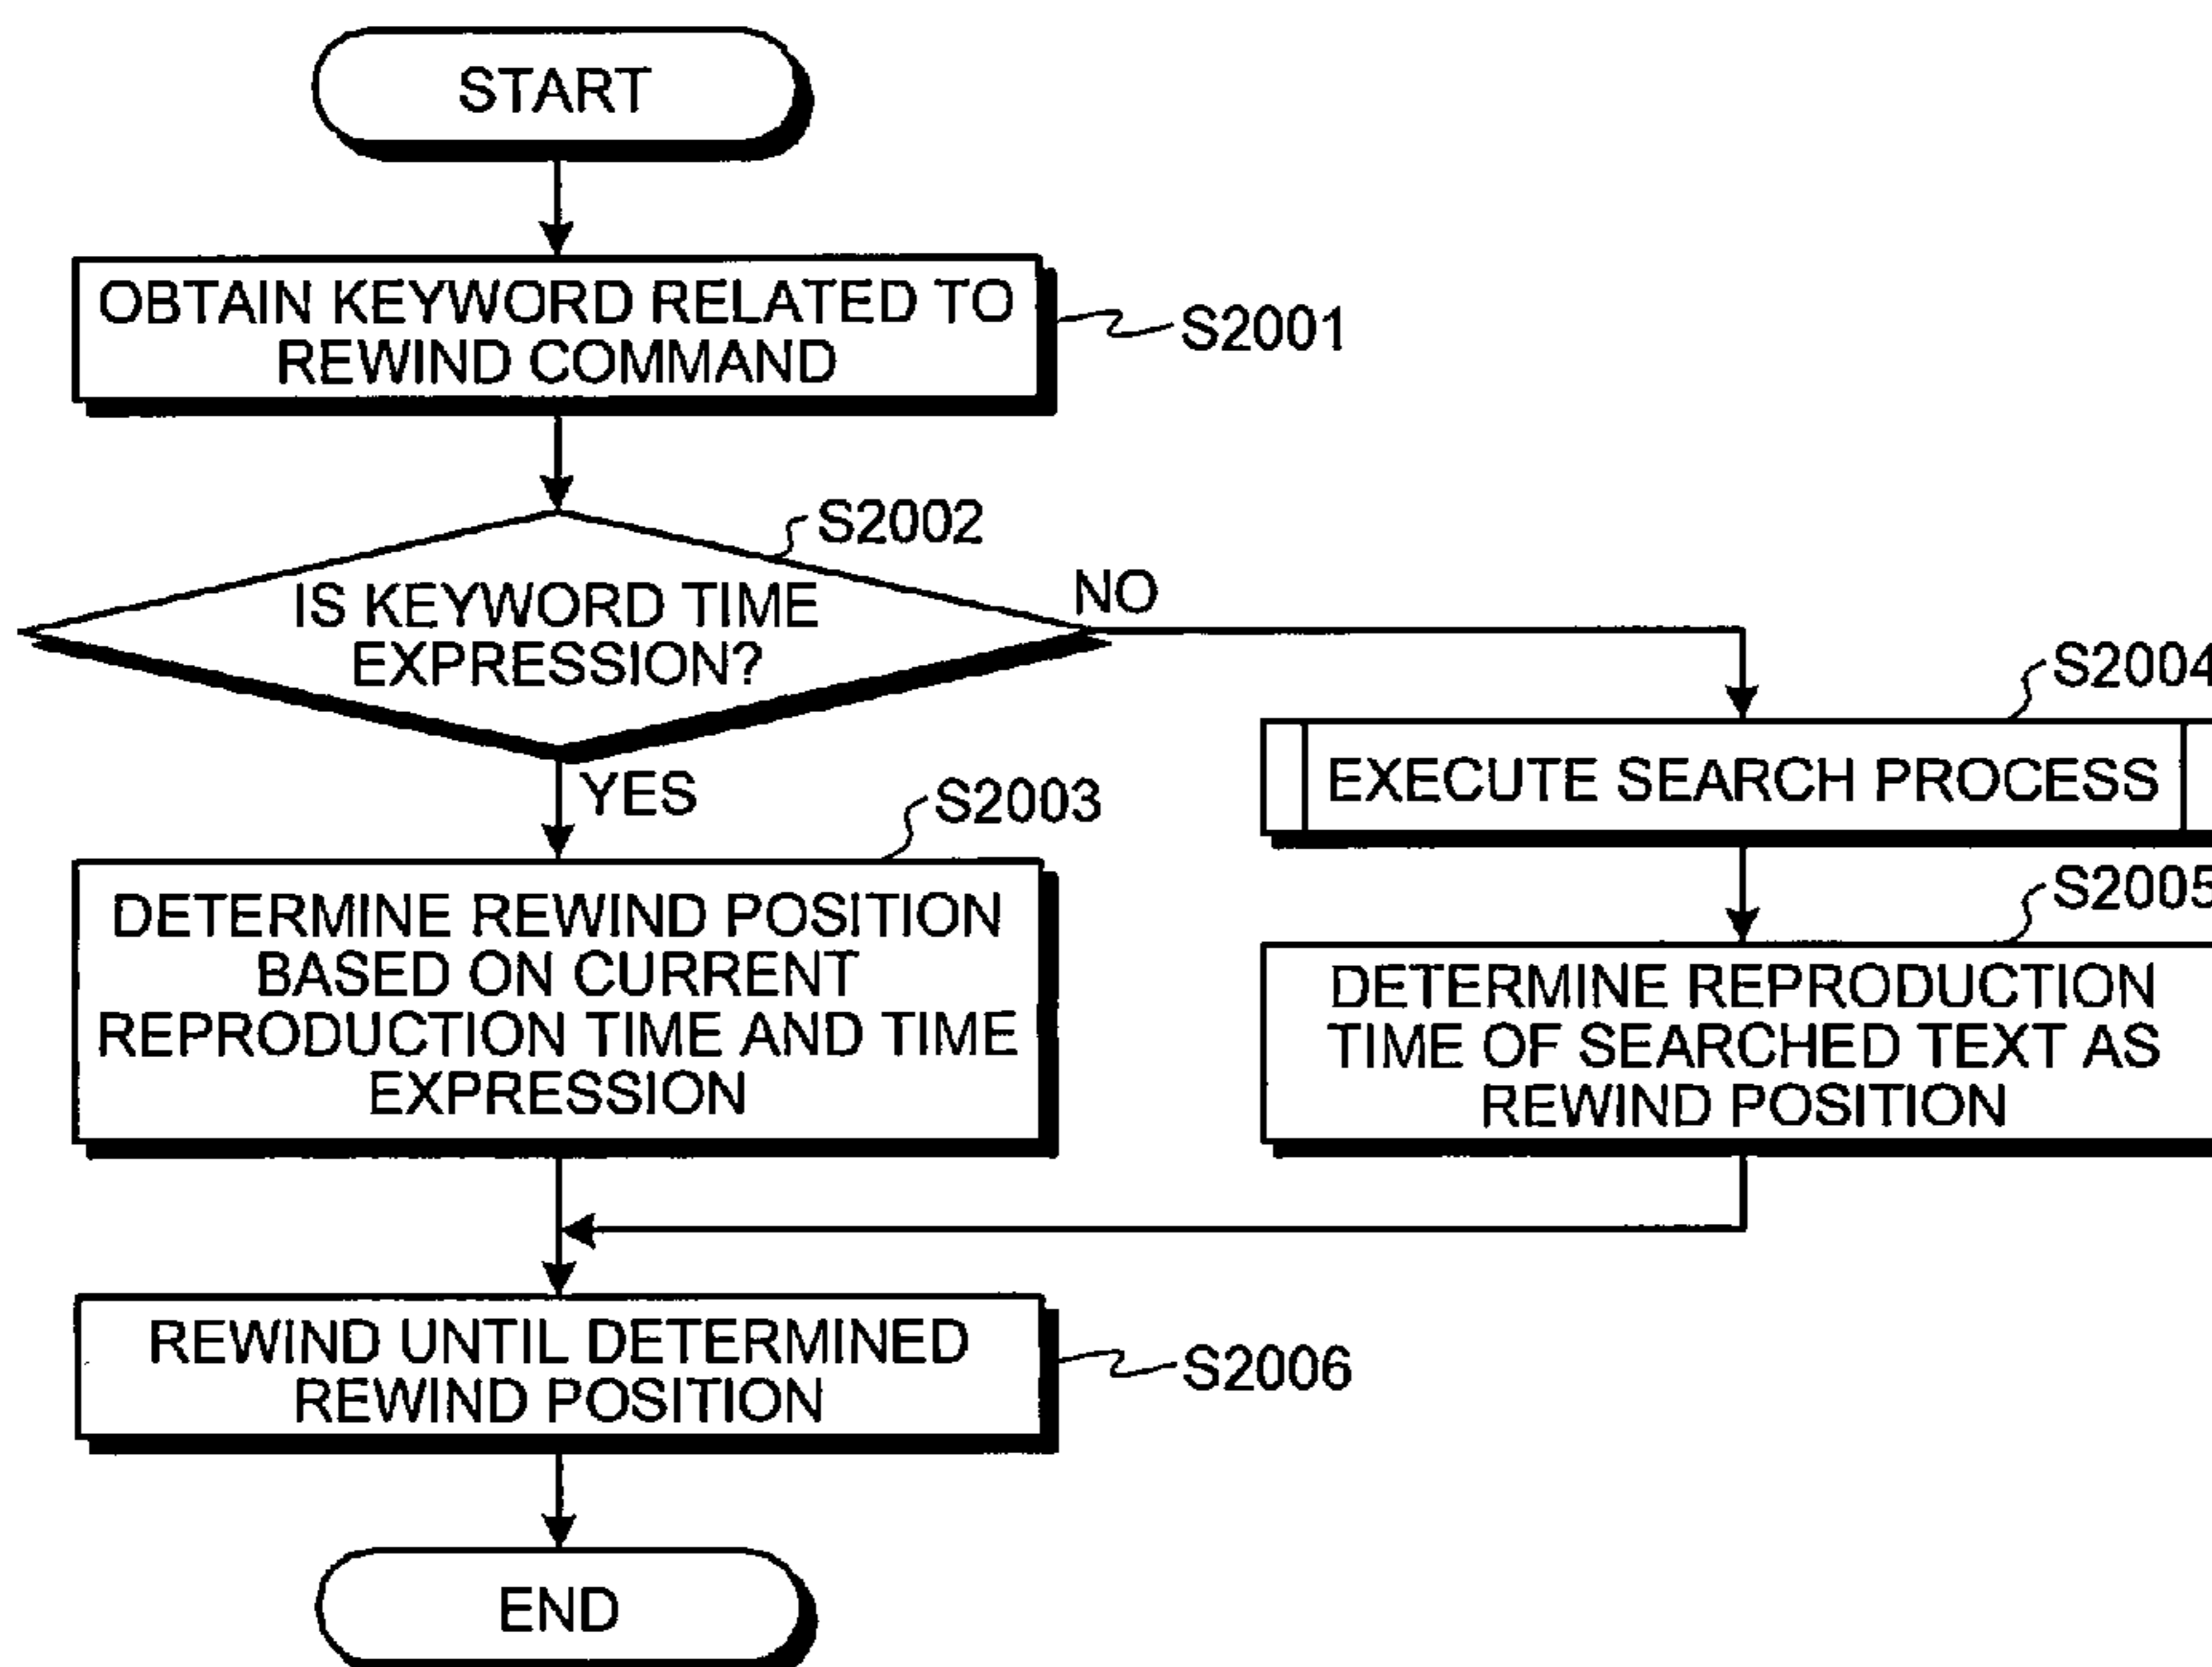 START
OBTAIN KEYWORD RELATED TO
REWIND COMMAND
S2001
S2002
IS KEYWORD TIME
EXPRESSION?
NO
YES
S2003
DETERMINE REWIND POSITION
BASED ON CURRENT
REPRODUCTION TIME AND TIME
EXPRESSION
S2004
EXECUTE SEARCH PROCESS
S2005
DETERMINE REPRODUCTION
TIME OF SEARCHED TEXT AS
REWIND POSITION
REWIND UNTIL DETERMINED
REWIND POSITION
S2006
END